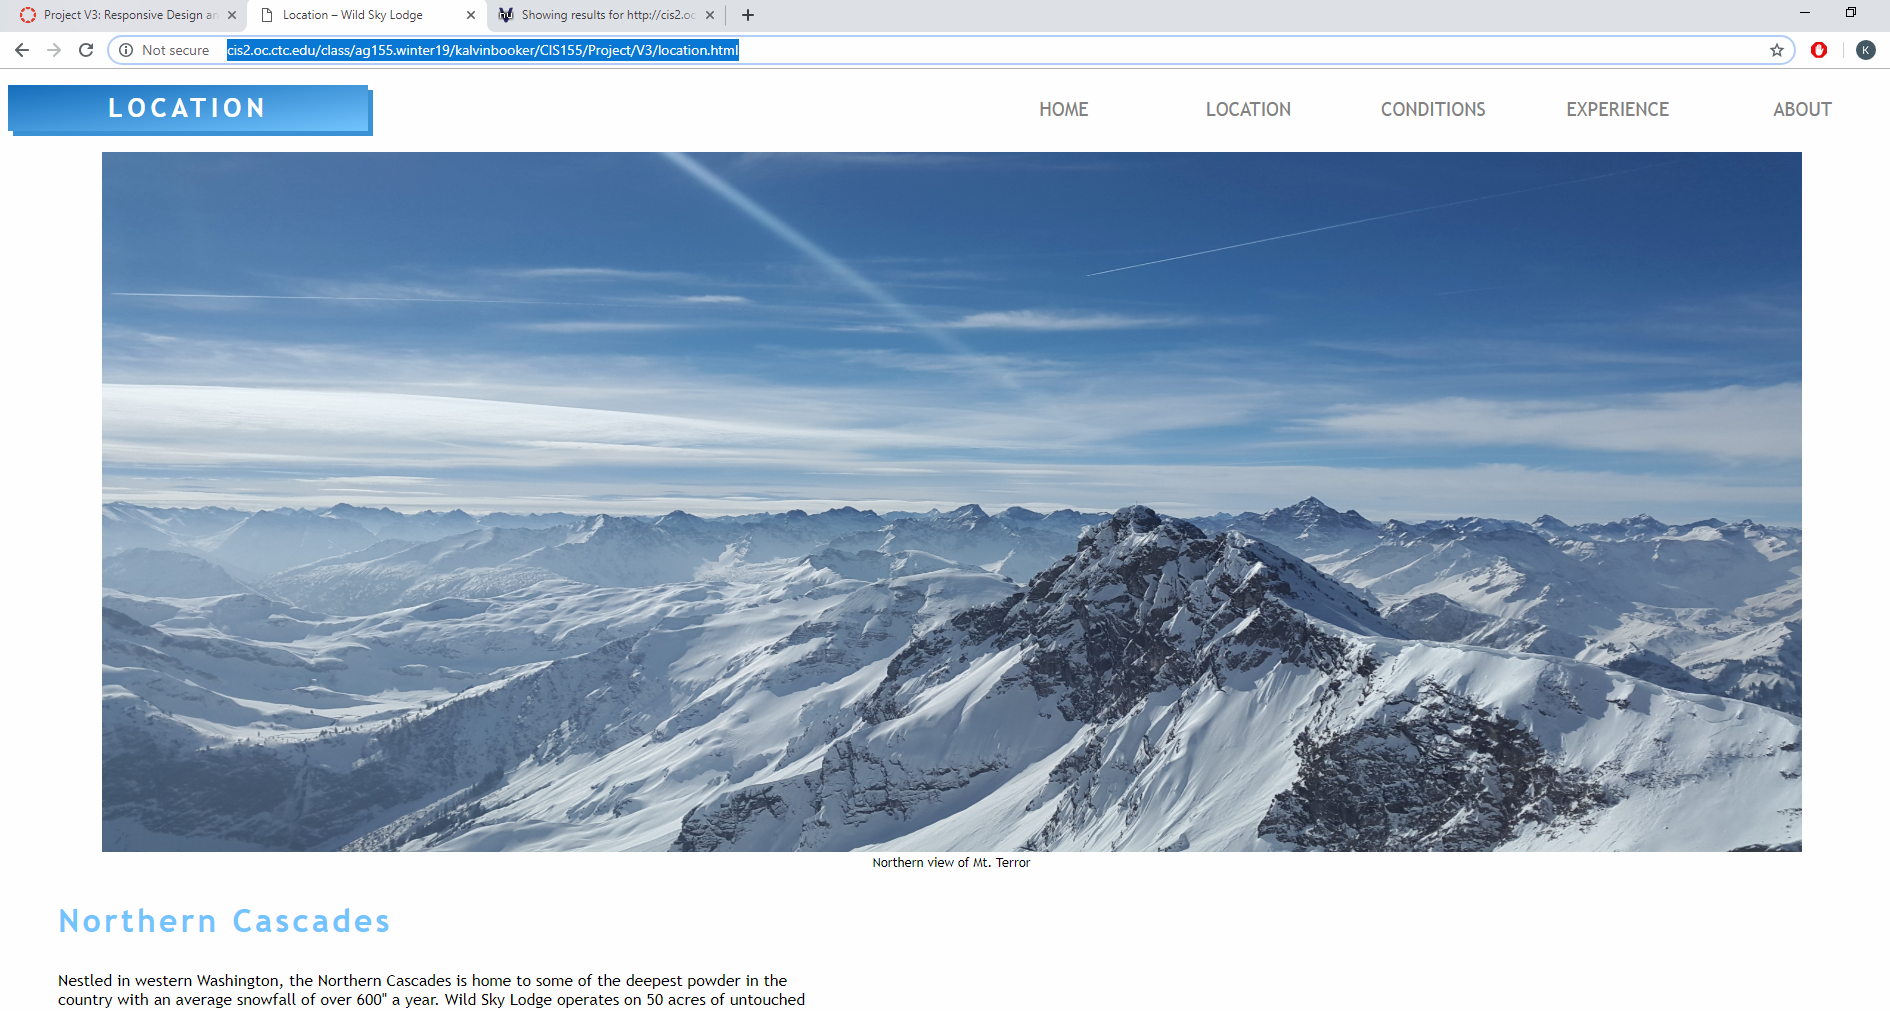 Project V3: Responsive Design an
Location – Wild Sky Lodge
Showing results for http://cis2.oc
Not secure
cis2.oc.ctc.edu/class/ag155.winter19/kalvinbooker/CIS155/Project/V3/location.html
K
LOCATION
HOME
LOCATION
CONDITIONS
EXPERIENCE
ABOUT
Northern view of Mt. Terror
Northern Cascades
Nestled in western Washington, the Northern Cascades is home to some of the deepest powder in the
country with an average snowfall of over 600" a year. Wild Sky Lodge operates on 50 acres of untouched